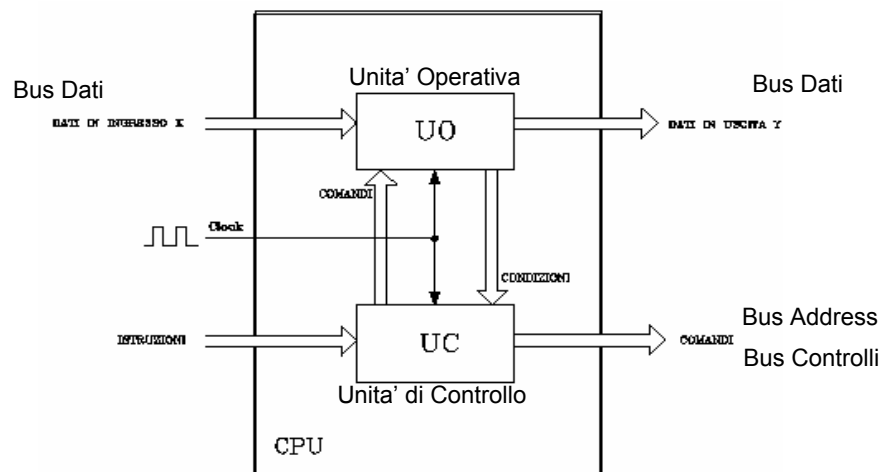 Unita' Operativa
Bus Dati
Bus Dati
DATI IN INGRESSO X
UO
DATI IN USCITA Y
COMANDI
Clock
CONDIZIONI
ISTRUZIONI
UC
COMANDI
Bus Address
Bus Controlli
Unita' di Controllo
CPU